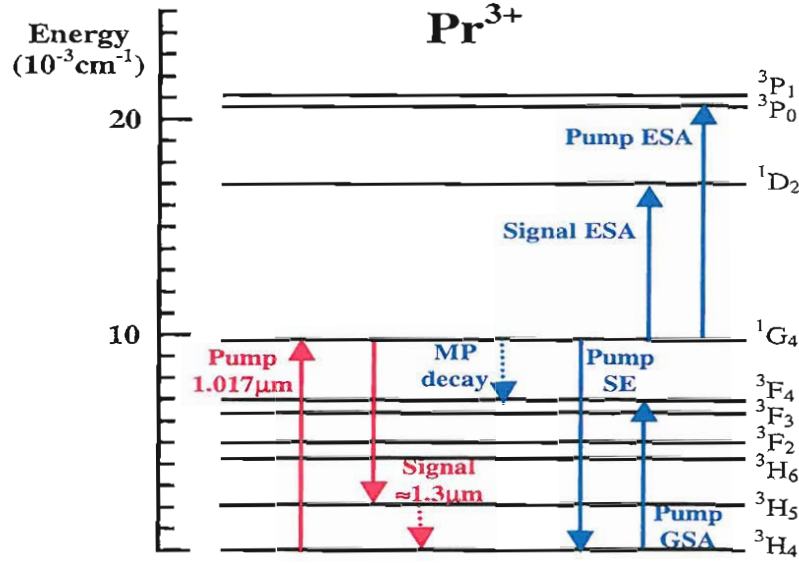 Pr³⁺
Energy
(10⁻³cm⁻¹)
³P₁
³P₀
20
Pump ESA
¹D₂
Signal ESA
10
¹G₄
Pump
1.017μm
MP
decay
Pump
SE
³F₄
³F₃
³F₂
³H₆
Signal
≈1.3μm
³H₅
Pump
GSA
³H₄